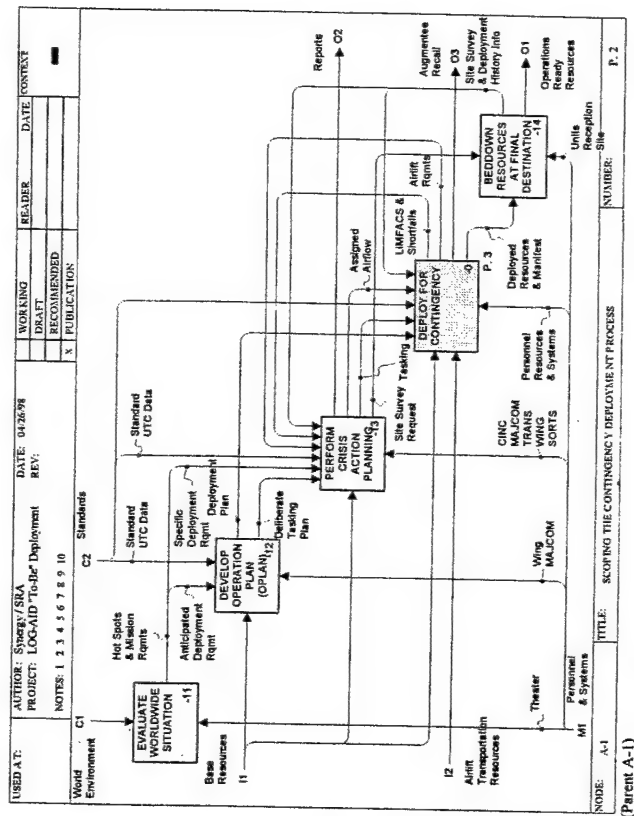 USED AT:
AUTHOR: Synergy / SRA
DATE: 04/26/98
WORKING
READER
DATE
CONTEXT
PROJECT: LOG-AID "To-Be" Deployment
REV:
DRAFT
RECOMMENDED
NOTES: 1 2 3 4 5 6 7 8 9 10
X
PUBLICATION
World
Environment
C1
C2
Standards
Standard
UTC Data
Standard
UTC Data
Hot Spots
& Mission
Rqmts
Specific
Deployment
Rqmt
Deployment
Plan
Anticipated
Deployment
Rqmt
Deliberate
Tasking
Plan
EVALUATE
WORLDWIDE
SITUATION
-11
DEVELOP
OPERATION
PLAN
(OPLAN)
12
PERFORM
CRISIS
ACTION
PLANNING
-13
Assigned
Airflow
Site Survey
Request
Tasking
LIMFACS &
Shortfalls
Airlift
Rqmts
DEPLOY FOR
CONTINGENCY
-0
P. 3
BEDDOWN
RESOURCES
AT FINAL
DESTINATION
-14
Reports
O2
Augmentee
Recall
O3
Site Survey
& Deployment
History Info
O1
Operations
Ready
Resources
Deployed
Resources
& Manifest
Units
Reception
Site
Base
Resources
I1
I2
Airlift
Transportation
Resources
Theater
Wing
MAJCOM
CINC
MAJCOM
TRANS
WING
SORTS
Personnel
Resources
& Systems
M1
Personnel
& Systems
NODE:
A-1
TITLE:
SCOPING THE CONTINGENCY DEPLOYMENT PROCESS
NUMBER:
P. 2
(Parent A-1)